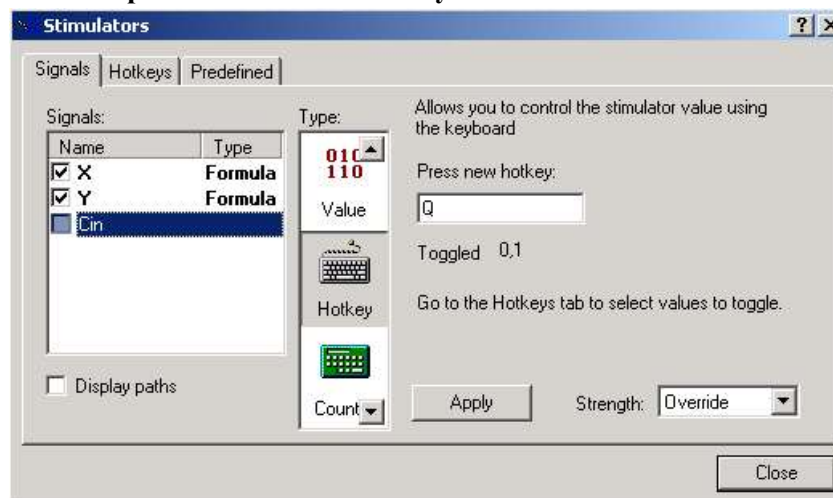 Stimulators
Signals Hotkeys Predefined
Signals:
Name Type
X Formula
Y Formula
Cin
Display paths
Type:
010
110
Value
Hotkey
Count
Allows you to control the stimulator value using
the keyboard
Press new hotkey:
Q
Toggled 0,1
Go to the Hotkeys tab to select values to toggle.
Apply Strength: Override
Close